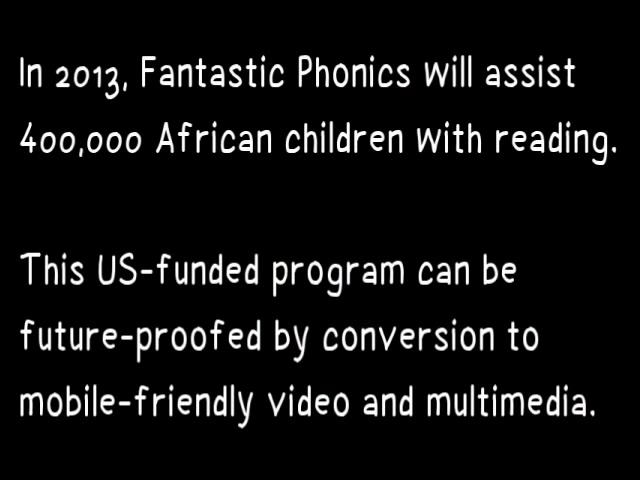 In 2013, Fantastic Phonics will assist
400,000 African children with reading.
This US-funded program can be
future-proofed by conversion to
mobile-friendly video and multimedia.